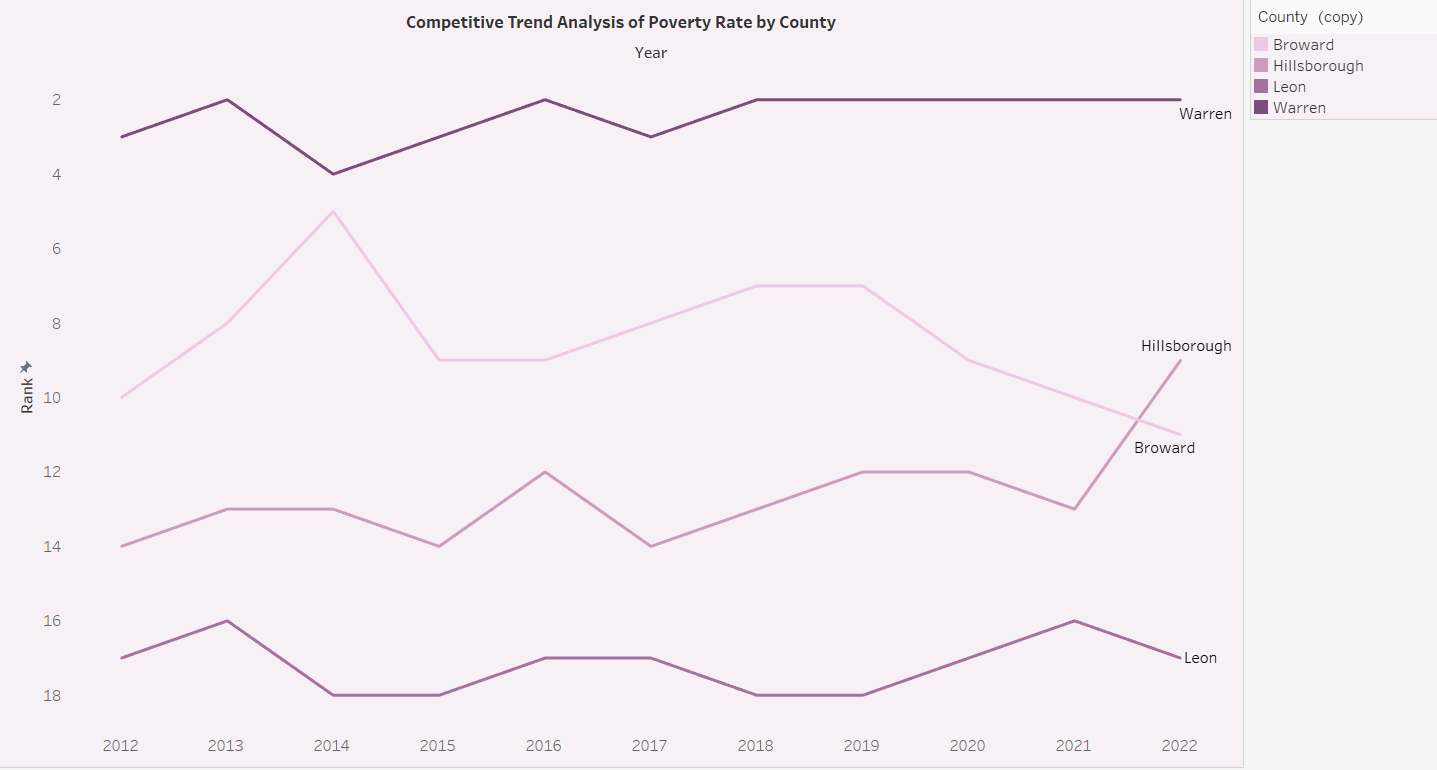 Competitive Trend Analysis of Poverty Rate by County
Year
2
4
6
8
10
12
14
16
18
Rank
Warren
Hillsborough
Broward
Leon
2012 2013 2014 2015 2016 2017 2018 2019 2020 2021 2022
County (copy)
Broward
Hillsborough
Leon
Warren